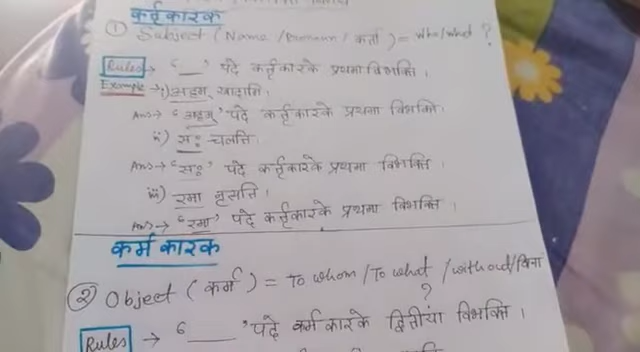 कर्तृकारक
① Subject (Name / Pronoun / कर्ता) = Who/What ?
Rules → ‘ __ ’ पदे कर्तृकारके प्रथमा विभक्ति।
Example → i) अहम्
Ans → ‘अहम्’ पदे कर्तृकारके प्रथमा विभक्ति.
ii) सः चलति.
Ans → ‘सः’ पदे कर्तृकारके प्रथमा विभक्ति।
iii) रमा
Ans → ‘रमा’ पदे कर्तृकारके प्रथमा विभक्ति।
कर्म कारक
② Object (कर्म) = To whom / To what / without/बिना ?
Rules → ‘ ___ ’ पदे कर्मकारके द्वितीया विभक्ति।